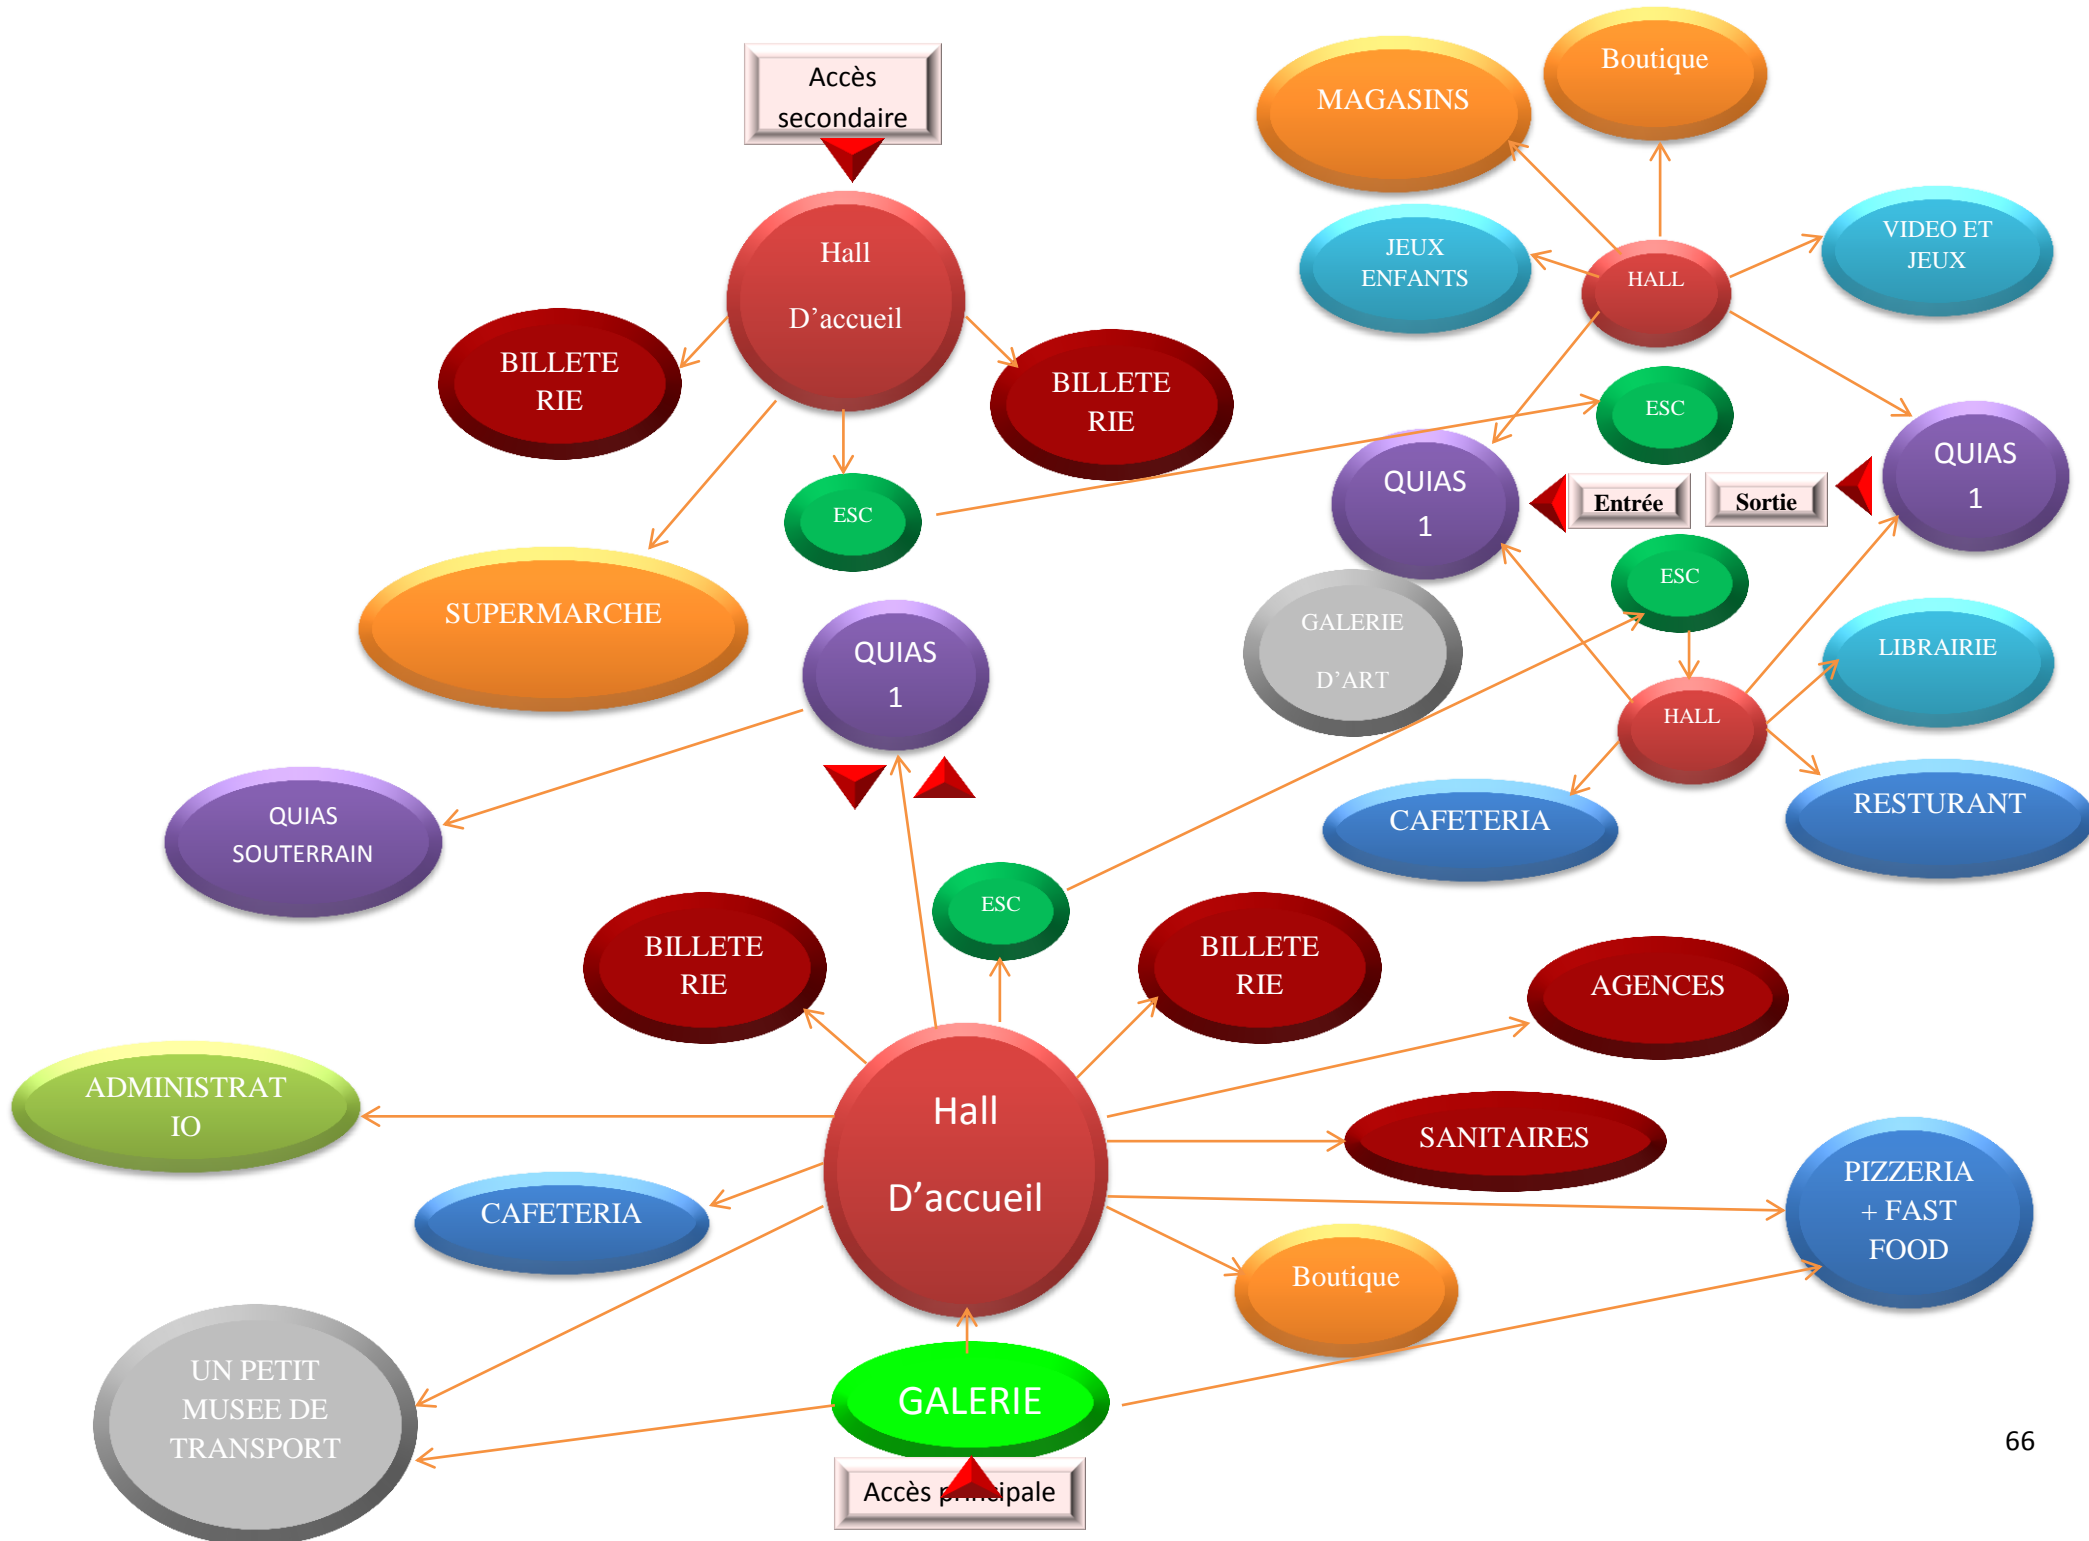 Accès
secondaire
MAGASINS
Boutique
Hall
D’accueil
JEUX
ENFANTS
HALL
VIDEO ET
JEUX
BILLETE
RIE
BILLETE
RIE
ESC
QUIAS
1
Entrée
Sortie
QUIAS
1
ESC
ESC
SUPERMARCHE
QUIAS
1
GALERIE
D’ART
LIBRAIRIE
HALL
QUIAS
SOUTERRAIN
CAFETERIA
RESTURANT
ESC
BILLETE
RIE
BILLETE
RIE
AGENCES
ADMINISTRAT
IO
Hall
D’accueil
SANITAIRES
CAFETERIA
PIZZERIA
+ FAST
FOOD
Boutique
UN PETIT
MUSEE DE
TRANSPORT
GALERIE
Accès principale
66